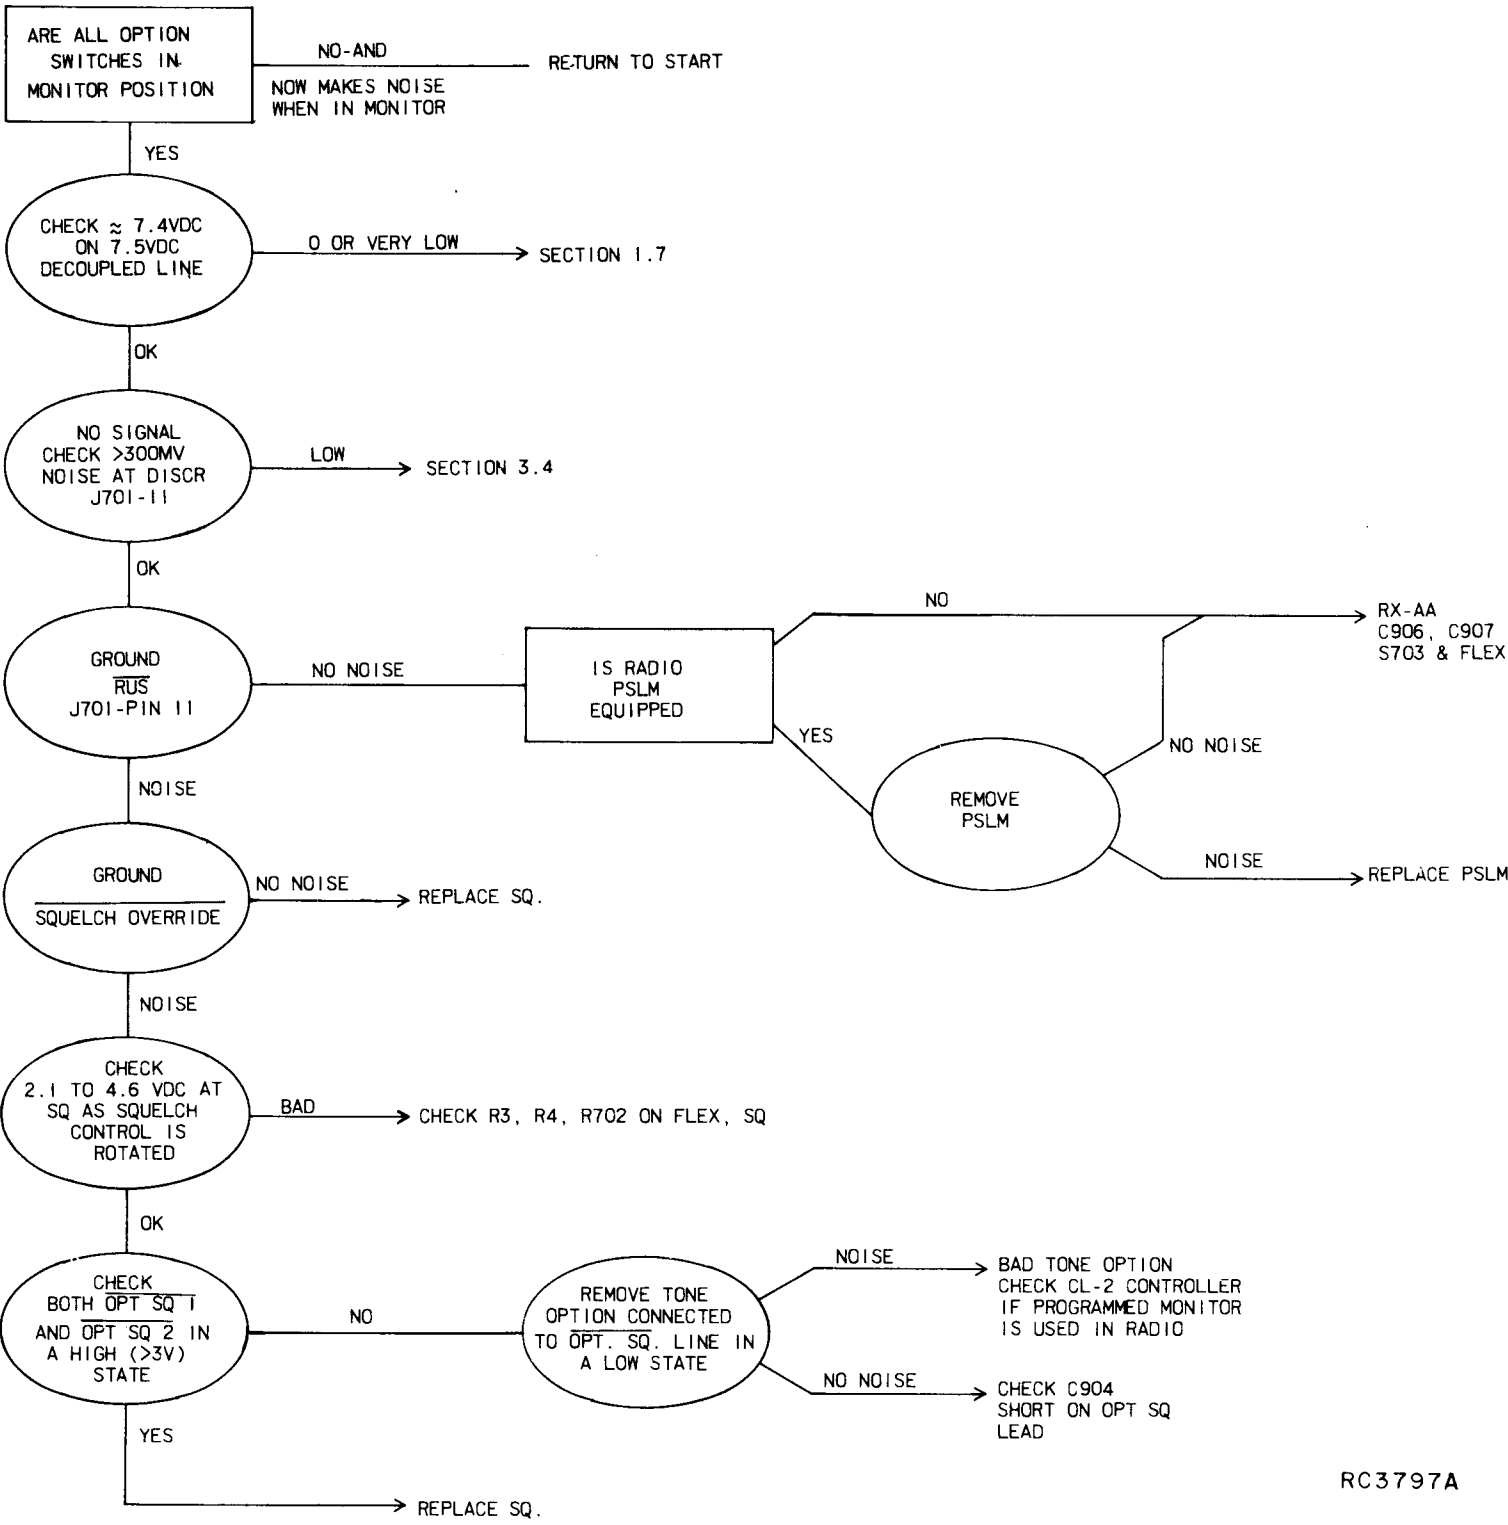 ARE ALL OPTION
SWITCHES IN
MONITOR POSITION
NO-AND
NOW MAKES NOISE
WHEN IN MONITOR
RETURN TO START
YES
CHECK ≈ 7.4VDC
ON 7.5VDC
DECOUPLED LINE
0 OR VERY LOW
SECTION 1.7
OK
NO SIGNAL
CHECK >300MV
NOISE AT DISCR
J701-11
LOW
SECTION 3.4
OK
GROUND
RUS
J701-PIN 11
NO NOISE
IS RADIO
PSLM
EQUIPPED
NO
RX-AA
C906, C907
S703 & FLEX
YES
REMOVE
PSLM
NO NOISE
NOISE
REPLACE PSLM
NOISE
GROUND
SQUELCH OVERRIDE
NO NOISE
REPLACE SQ.
NOISE
CHECK
2.1 TO 4.6 VDC AT
SQ AS SQUELCH
CONTROL IS
ROTATED
BAD
CHECK R3, R4, R702 ON FLEX, SQ
OK
CHECK
BOTH OPT SQ 1
AND OPT SQ 2 IN
A HIGH (>3V)
STATE
NO
REMOVE TONE
OPTION CONNECTED
TO OPT. SQ. LINE IN
A LOW STATE
NOISE
BAD TONE OPTION
CHECK CL-2 CONTROLLER
IF PROGRAMMED MONITOR
IS USED IN RADIO
NO NOISE
CHECK C904
SHORT ON OPT SQ
LEAD
YES
REPLACE SQ.
RC3797A